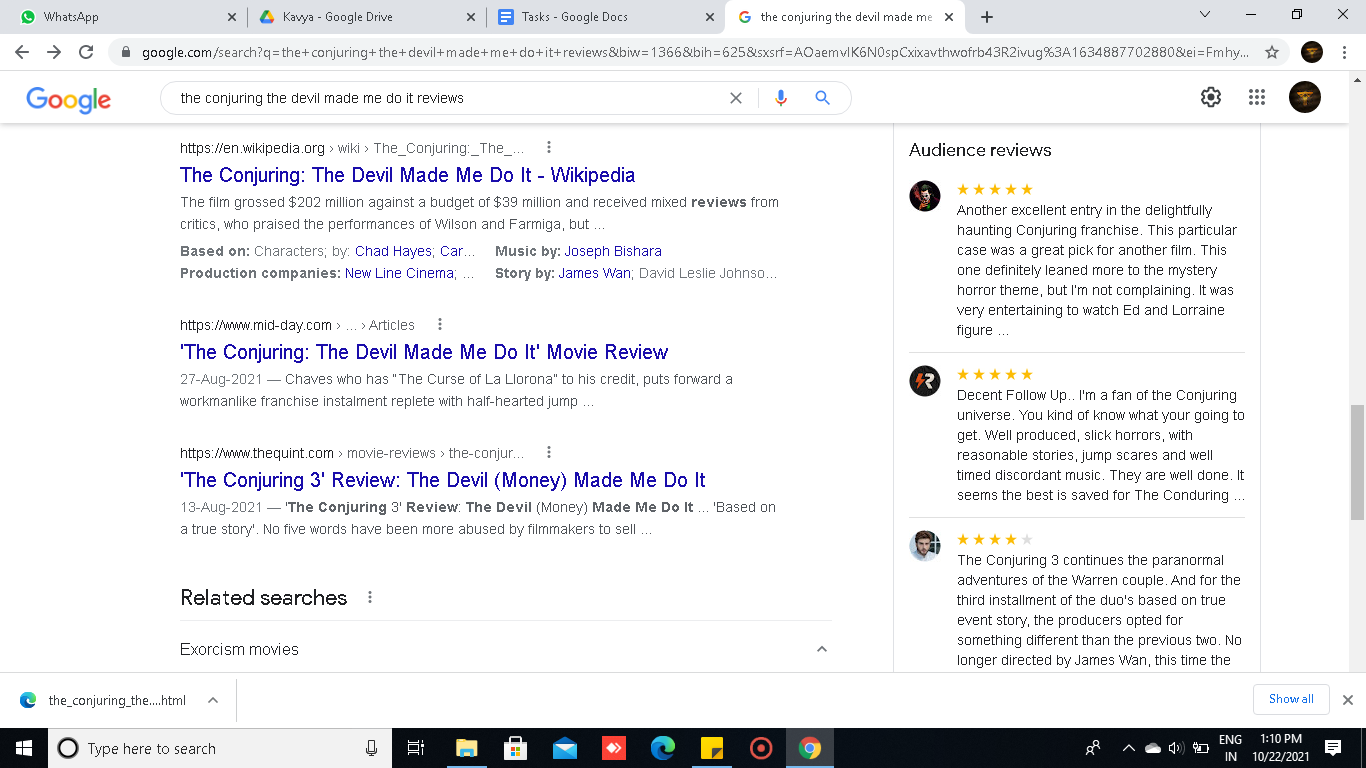 WhatsApp
Kavya - Google Drive
Tasks - Google Docs
the conjuring the devil made me
google.com/search?q=the+conjuring+the+devil+made+me+do+it+reviews&biw=1366&bih=625&sxsrf=AOaemvIK6N0spCxixavthwofrb43R2ivug%3A1634887702880&ei=Fmhy...
Google
the conjuring the devil made me do it reviews
https://en.wikipedia.org › wiki › The_Conjuring:_The_...
The Conjuring: The Devil Made Me Do It - Wikipedia
The film grossed $202 million against a budget of $39 million and received mixed reviews from
critics, who praised the performances of Wilson and Farmiga, but ...
Based on: Characters; by: Chad Hayes; Car... Music by: Joseph Bishara
Production companies: New Line Cinema; ... Story by: James Wan; David Leslie Johnso...
https://www.mid-day.com › ... › Articles
'The Conjuring: The Devil Made Me Do It' Movie Review
27-Aug-2021 — Chaves who has "The Curse of La Llorona" to his credit, puts forward a
workmanlike franchise instalment replete with half-hearted jump ...
https://www.thequint.com › movie-reviews › the-conjur...
'The Conjuring 3' Review: The Devil (Money) Made Me Do It
13-Aug-2021 — 'The Conjuring 3' Review: The Devil (Money) Made Me Do It ... 'Based on
a true story'. No five words have been more abused by filmmakers to sell ...
Related searches
Exorcism movies
Audience reviews
Another excellent entry in the delightfully
haunting Conjuring franchise. This particular
case was a great pick for another film. This
one definitely leaned more to the mystery
horror theme, but I'm not complaining. It was
very entertaining to watch Ed and Lorraine
figure ...
Decent Follow Up.. I'm a fan of the Conjuring
universe. You kind of know what your going to
get. Well produced, slick horrors, with
reasonable stories, jump scares and well
timed discordant music. They are well done. It
seems the best is saved for The Conduring ...
The Conjuring 3 continues the paranormal
adventures of the Warren couple. And for the
third installment of the duo's based on true
event story, the producers opted for
something different than the previous two. No
longer directed by James Wan, this time the
the_conjuring_the....html
Show all
Type here to search
ENG
IN
1:10 PM
10/22/2021